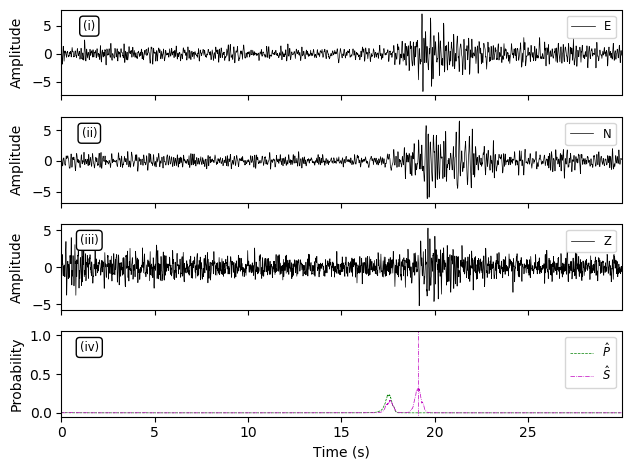 (i)
E
Amplitude
5
0
−5
(ii)
N
Amplitude
5
0
−5
(iii)
Z
Amplitude
5
0
−5
(iv)
P̂
Ŝ
Probability
1.0
0.5
0.0
0 5 10 15 20 25
Time (s)